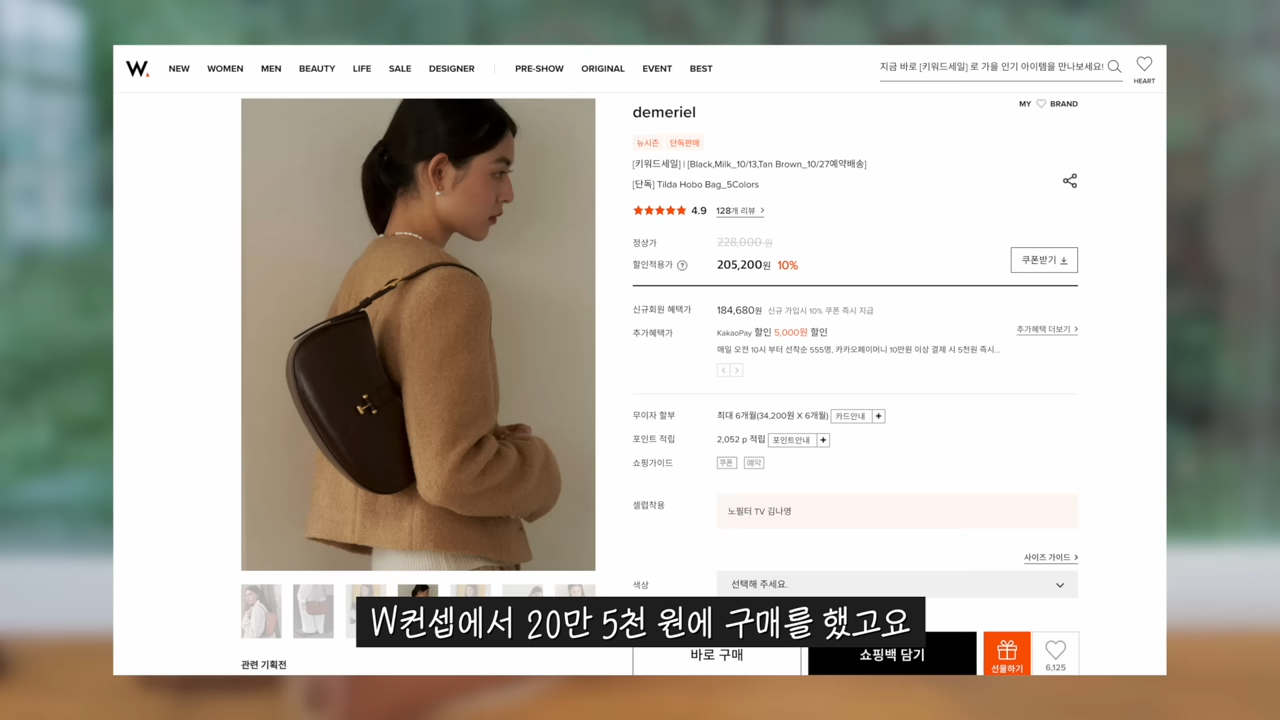 W.
NEW
WOMEN
MEN
BEAUTY
LIFE
SALE
DESIGNER
PRE-SHOW
ORIGINAL
EVENT
BEST
지금 바로 [키워드세일] 로 가을 인기 아이템을 만나보세요!
HEART
demeriel
MY BRAND
뉴시즌 단독판매
[키워드세일] | [Black,Milk_10/13,Tan Brown_10/27예약배송]
[단독] Tilda Hobo Bag_5Colors
4.9 128개 리뷰 >
정상가 228,000 원
할인적용가 ? 205,200원 10%
쿠폰받기
신규회원 혜택가 184,680원 신규 가입시 10% 쿠폰 즉시 지급
추가혜택가 KakaoPay 할인 5,000원 할인
추가혜택 더보기 >
매일 오전 10시 부터 선착순 555명, 카카오페이머니 10만원 이상 결제 시 5천원 즉시...
무이자 할부 최대 6개월(34,200원 X 6개월) 카드안내 +
포인트 적립 2,052 p 적립 포인트안내 +
쇼핑가이드 쿠폰 예약
셀럽착용 노필터 TV 김나영
사이즈 가이드 >
색상 선택해 주세요.
W컨셉에서 20만 5천 원에 구매를 했고요
바로 구매
쇼핑백 담기
선물하기
6,125
관련 기획전